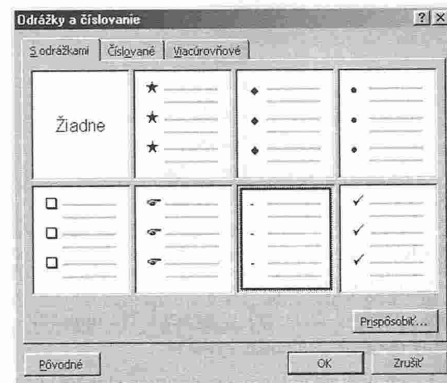 Odrážky a číslovanie
S odrážkami Číslované Viacúrovňové
Žiadne
Prispôsobiť...
Pôvodné OK Zrušiť